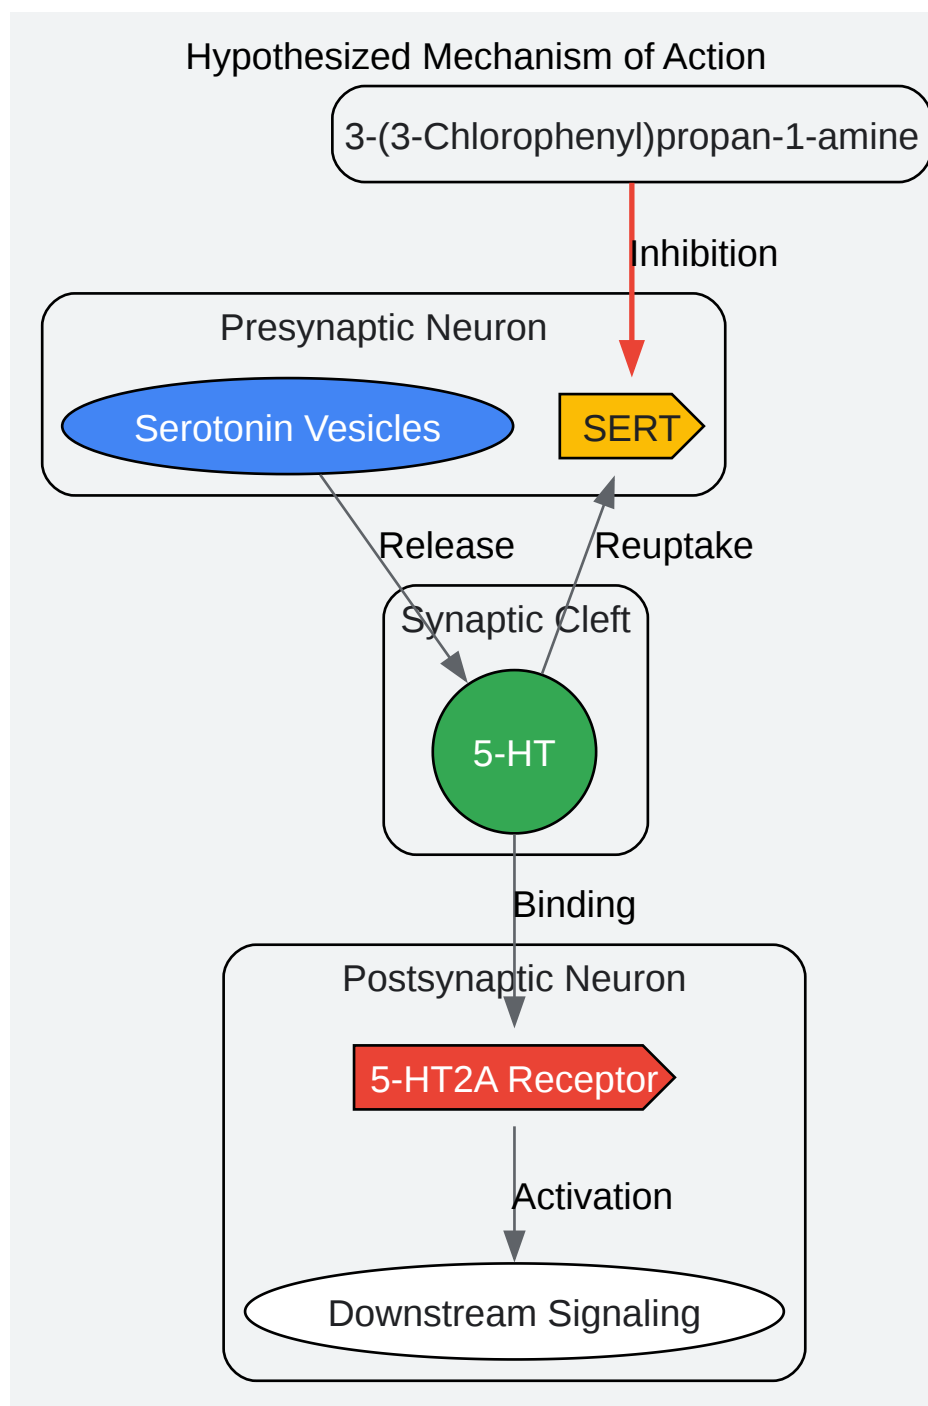 Hypothesized Mechanism of Action
3-(3-Chlorophenyl)propan-1-amine
Inhibition
Presynaptic Neuron
Serotonin Vesicles
SERT
Release
Reuptake
Synaptic Cleft
5-HT
Binding
Postsynaptic Neuron
5-HT2A Receptor
Activation
Downstream Signaling